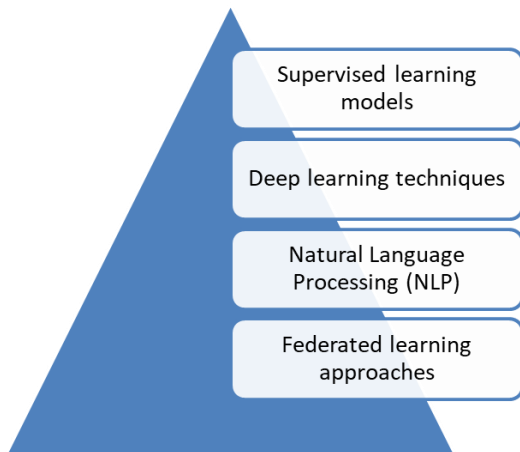 Supervised learning
models
Deep learning techniques
Natural Language
Processing (NLP)
Federated learning
approaches